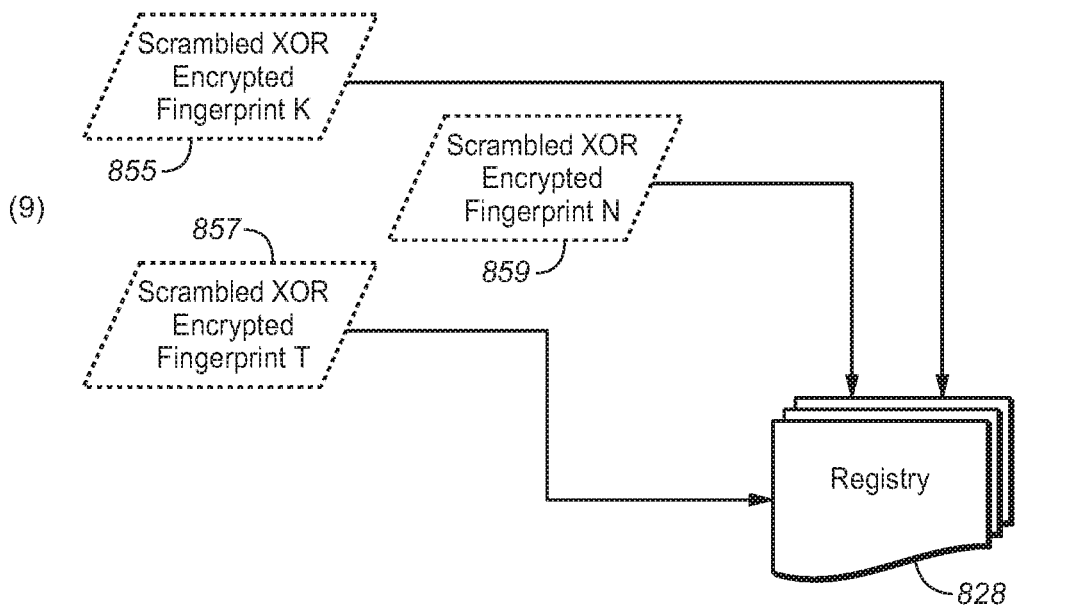 Scrambled XOR
Encrypted
Fingerprint K
855
Scrambled XOR
Encrypted
Fingerprint N
859
(9)
857
Scrambled XOR
Encrypted
Fingerprint T
Registry
828